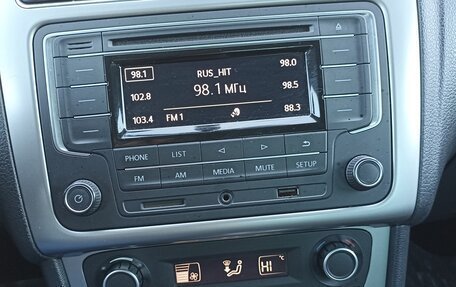 98.1 RUS_HIT 98.0
102.8 98.1 МГц 98.5
103.4 FM 1 88.3
PHONE LIST SETUP
FM AM MEDIA MUTE
HI °C